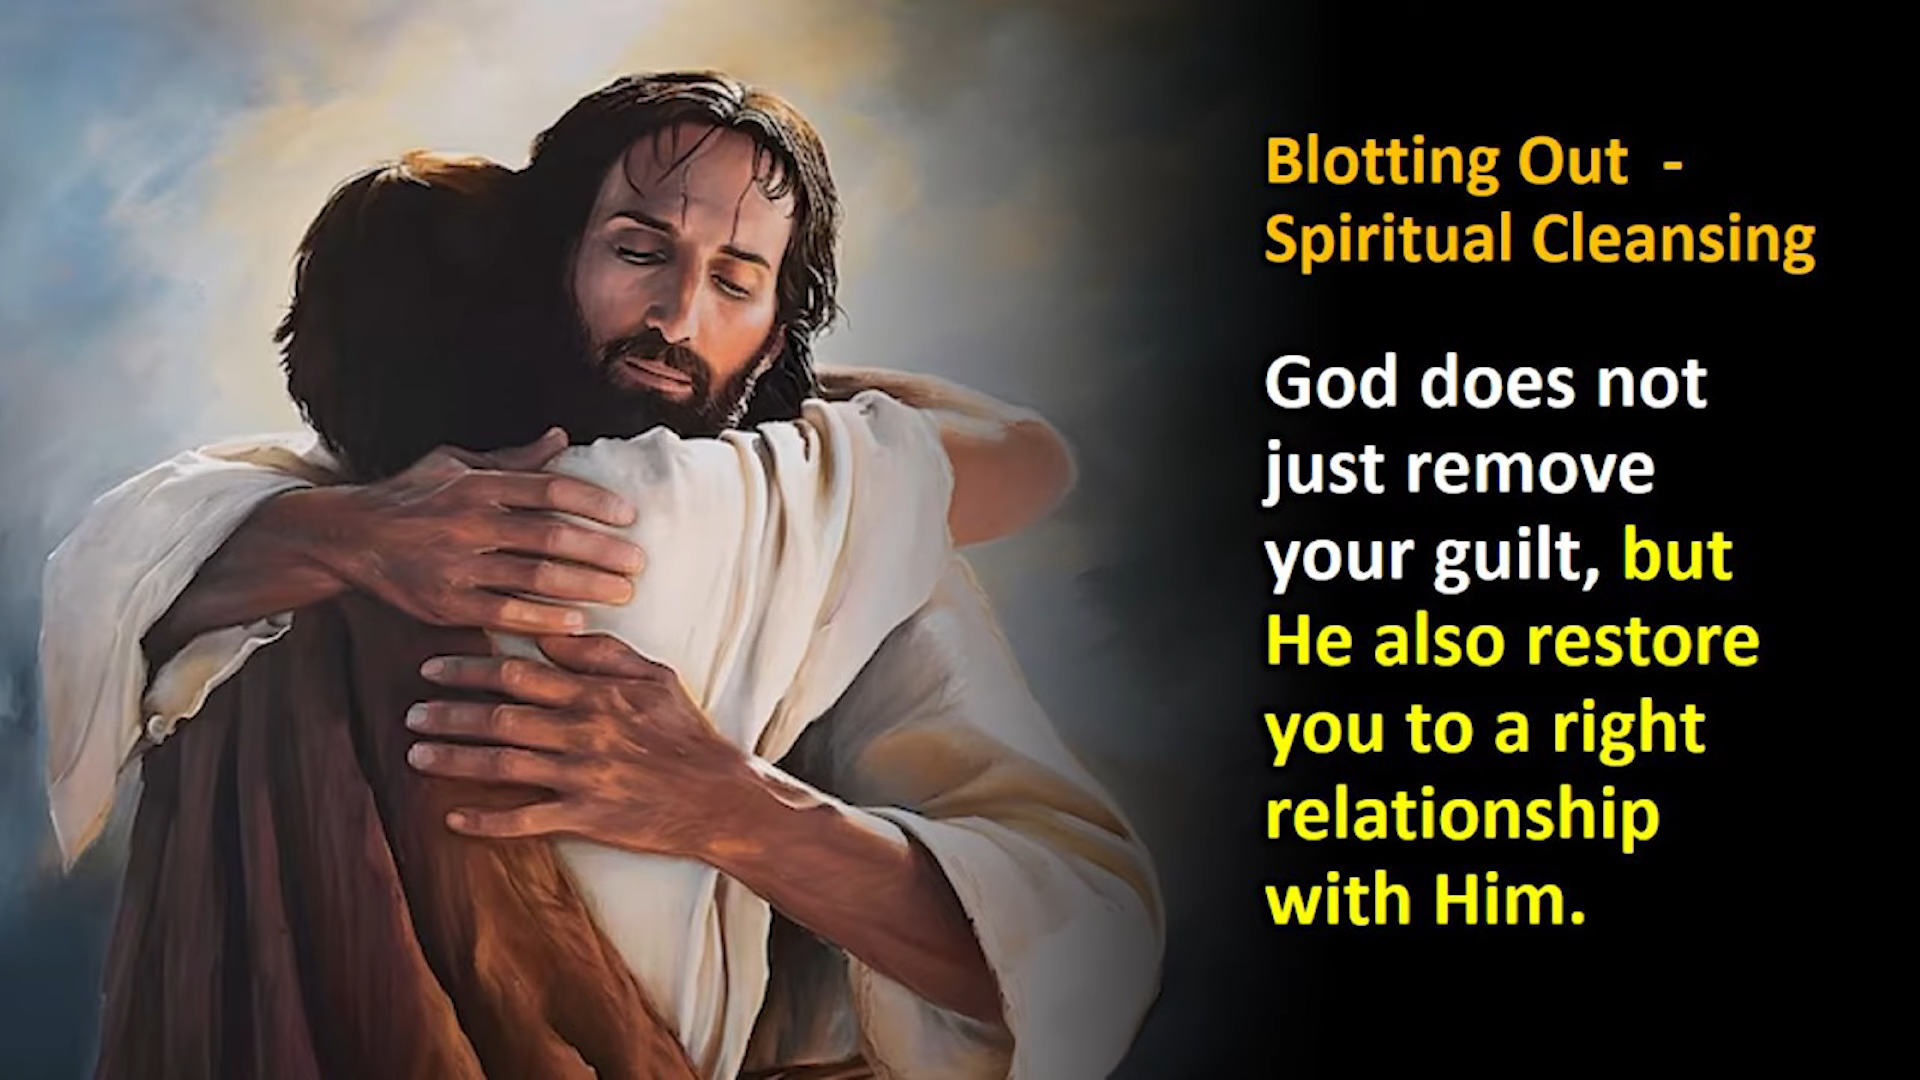 Blotting Out  -
Spiritual Cleansing
God does not
just remove
your guilt, but
He also restore
you to a right
relationship
with Him.